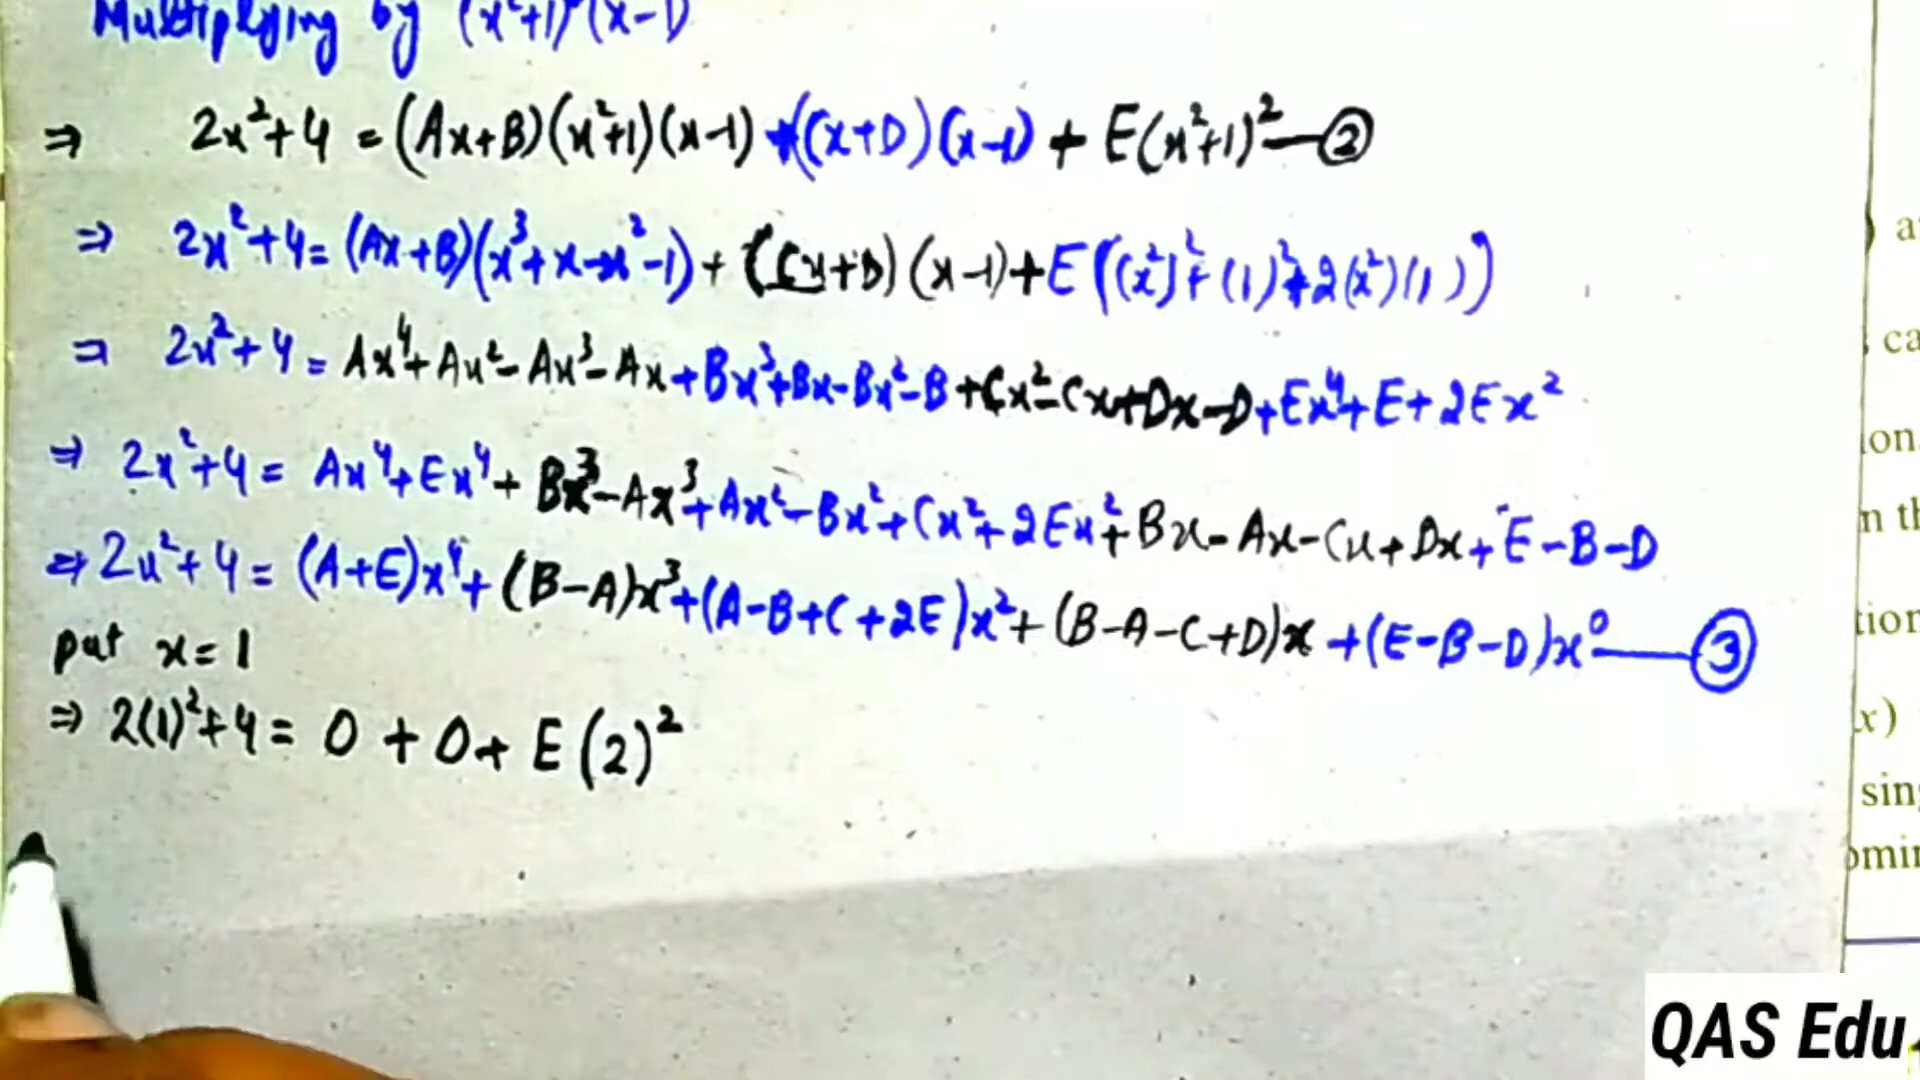 Multiplying by (x²+1)²(x-1)
⇒ 2x²+4 = (Ax+B)(x²+1)(x-1) + (Cx+D)(x-1) + E(x²+1)² — ②
⇒ 2x²+4 = (Ax+B)(x³+x-x²-1) + (Cx+D)(x-1) + E((x²)²+(1)²+2(x²)(1))
⇒ 2x²+4 = Ax⁴+Ax²-Ax³-Ax+Bx³+Bx-Bx²-B+Cx²-Cx+Dx-D+Ex⁴+E+2Ex²
⇒ 2x²+4 = Ax⁴+Ex⁴+Bx³-Ax³+Ax²-Bx²+Cx²+2Ex²+Bx-Ax-Cx+Dx+E-B-D
⇒ 2x²+4 = (A+E)x⁴+(B-A)x³+(A-B+C+2E)x²+(B-A-C+D)x+(E-B-D)x⁰ — ③
put x=1
⇒ 2(1)²+4 = 0 + 0 + E(2)²
ca
x)
QAS Edu